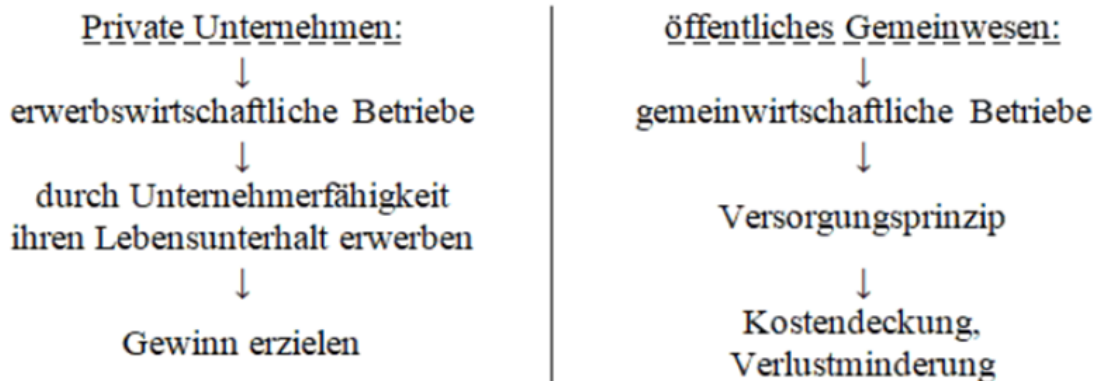 Private Unternehmen:
↓
erwerbswirtschaftliche Betriebe
↓
durch Unternehmerfähigkeit
ihren Lebensunterhalt erwerben
↓
Gewinn erzielen
öffentliches Gemeinwesen:
↓
gemeinwirtschaftliche Betriebe
↓
Versorgungsprinzip
↓
Kostendeckung,
Verlustminderung